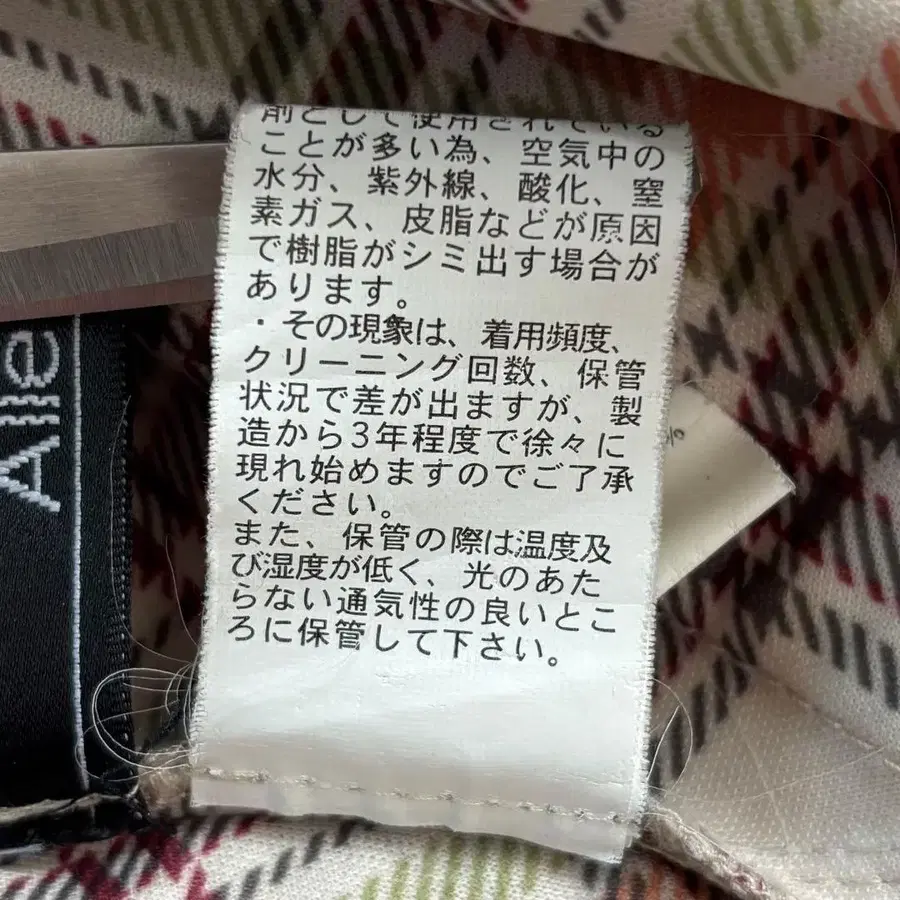 剤として使用されている
ことが多い為、空気中の
水分、紫外線、酸化、窒
素ガス、皮脂などが原因
で樹脂がシミ出す場合が
あります。
・その現象は、着用頻度、
クリーニング回数、保管
状況で差が出ますが、製
造から3年程度で徐々に
現れ始めますのでご了承
ください。
また、保管の際は温度及
び湿度が低く、光のあた
らない通気性の良いとこ
ろに保管して下さい。
Alle
%